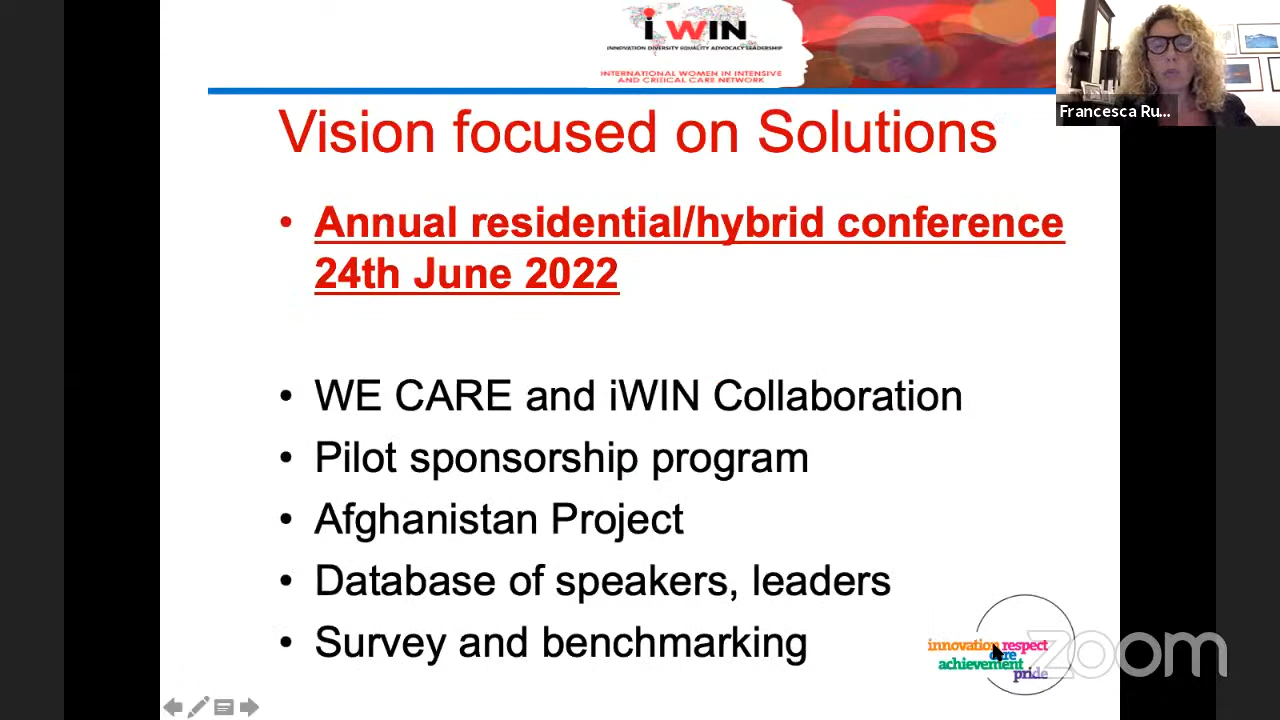 i WIN
INNOVATION DIVERSITY EQUALITY ADVOCACY LEADERSHIP
INTERNATIONAL WOMEN IN INTENSIVE
AND CRITICAL CARE NETWORK
Francesca Ru...
Vision focused on Solutions
• Annual residential/hybrid conference
24th June 2022
• WE CARE and iWIN Collaboration
• Pilot sponsorship program
• Afghanistan Project
• Database of speakers, leaders
• Survey and benchmarking
innovation respect
care
achievement
pride
zoom